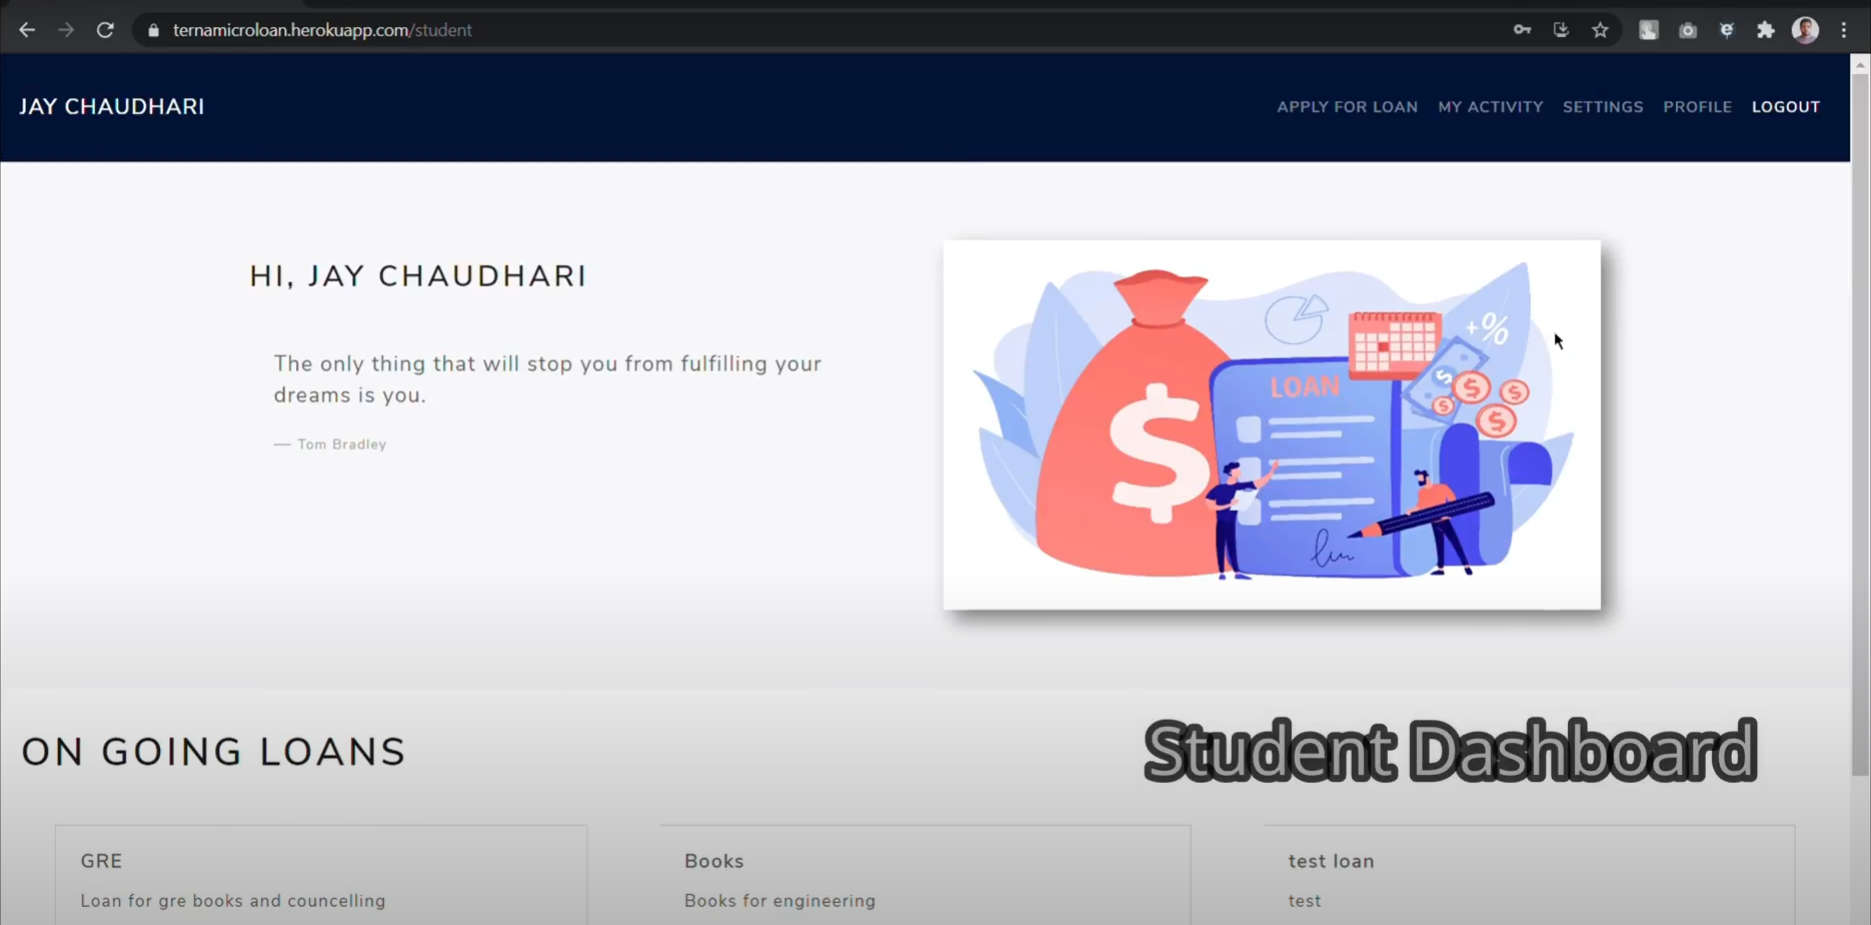 ternamicroloan.herokuapp.com/student
JAY CHAUDHARI
APPLY FOR LOAN MY ACTIVITY SETTINGS PROFILE LOGOUT
HI, JAY CHAUDHARI
The only thing that will stop you from fulfilling your
dreams is you.
— Tom Bradley
LOAN
+%
$
ON GOING LOANS
Student Dashboard
GRE
Loan for gre books and councelling
Books
Books for engineering
test loan
test